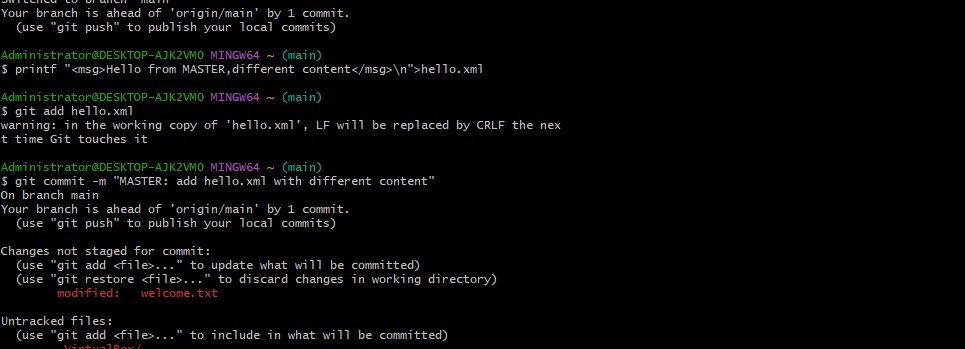 Switched to branch 'main'
Your branch is ahead of 'origin/main' by 1 commit.
  (use "git push" to publish your local commits)

Administrator@DESKTOP-AJK2VMO MINGW64 ~ (main)
$ printf "<msg>Hello from MASTER,different content</msg>\n">hello.xml

Administrator@DESKTOP-AJK2VMO MINGW64 ~ (main)
$ git add hello.xml
warning: in the working copy of 'hello.xml', LF will be replaced by CRLF the nex
t time Git touches it

Administrator@DESKTOP-AJK2VMO MINGW64 ~ (main)
$ git commit -m "MASTER: add hello.xml with different content"
On branch main
Your branch is ahead of 'origin/main' by 1 commit.
  (use "git push" to publish your local commits)

Changes not staged for commit:
  (use "git add <file>..." to update what will be committed)
  (use "git restore <file>..." to discard changes in working directory)
        modified:   welcome.txt

Untracked files:
  (use "git add <file>..." to include in what will be committed)
        VirtualBox/